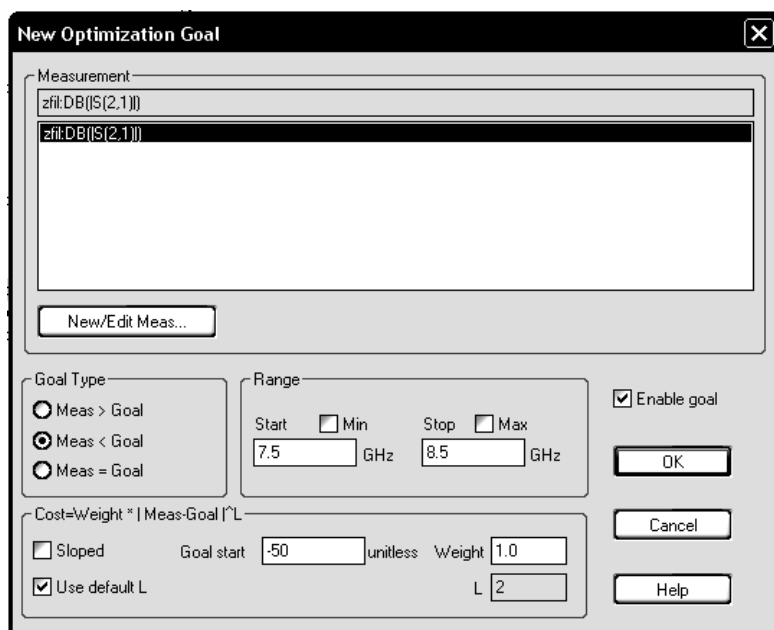 New Optimization Goal
Measurement
zfil:DB(|S(2,1)|)
zfil:DB(|S(2,1)|)
New/Edit Meas...
Goal Type
Meas > Goal
Meas < Goal
Meas = Goal
Range
Start Min Stop Max
7.5 GHz 8.5 GHz
Enable goal
OK
Cost=Weight * | Meas-Goal |^L
Sloped Goal start -50 unitless Weight 1.0
Use default L L 2
Cancel
Help